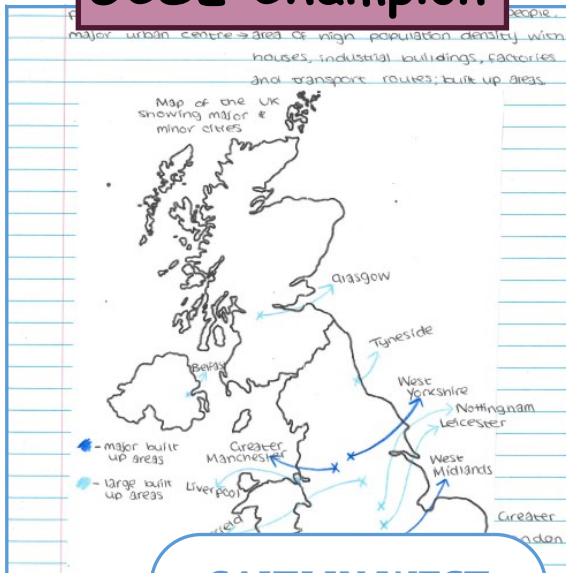 people.
major urban centre → area of high population density with
houses, industrial buildings, factories
and transport routes; built up areas
Map of the UK
showing major &
minor cities
Glasgow
Tyneside
Belfast
West
Yorkshire
Nottingham
Leicester
- major built
up areas
Greater
Manchester
West
Midlands
- large built
up areas
Liverpool
Greater